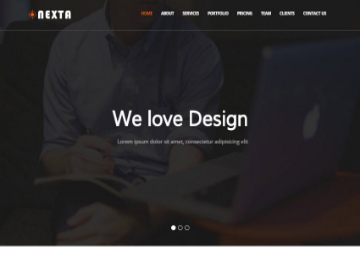 NEXTA
HOME ABOUT SERVICES PORTFOLIO PRICING TEAM CLIENTS CONTACT US
We love Design
Lorem ipsum dolor sit amet, consectetur adipiscing elit